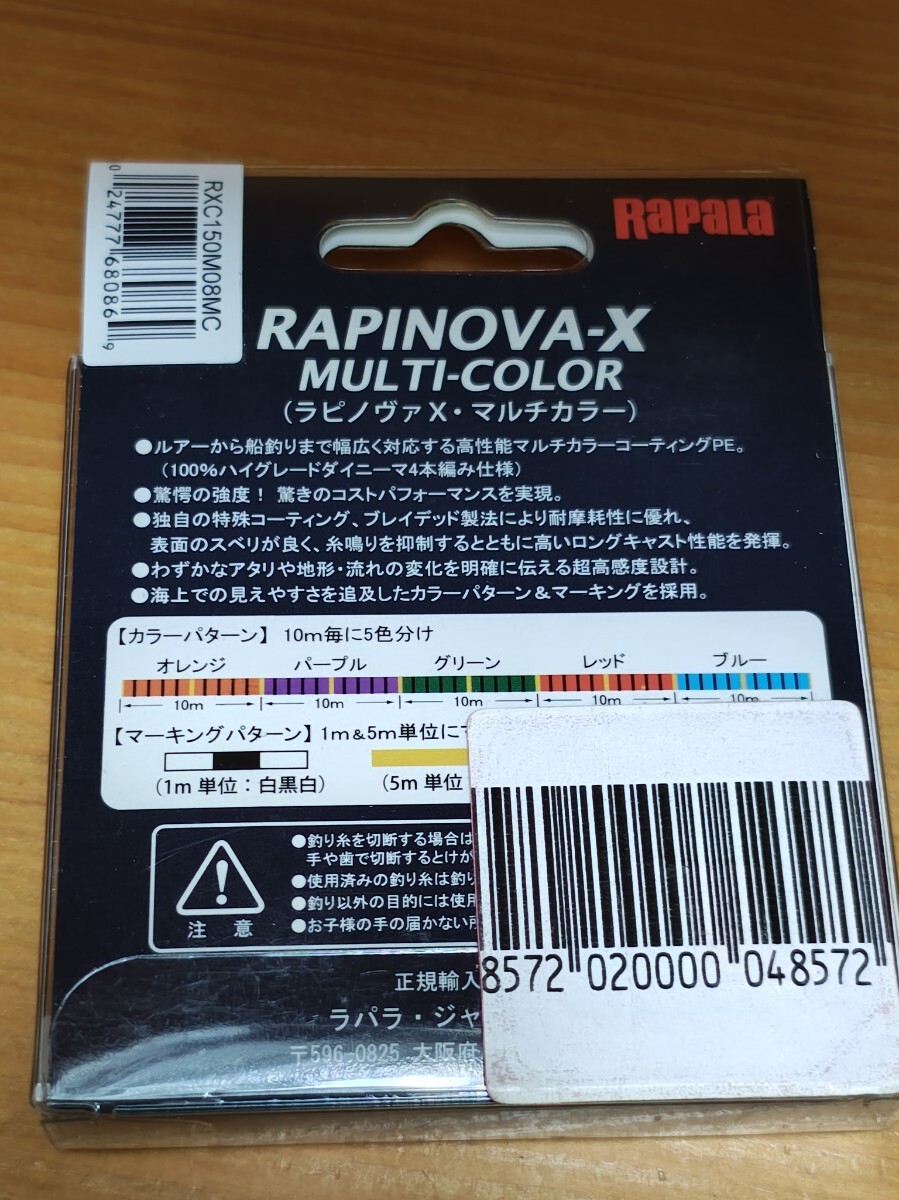 RXC150M08MC
0 24777 68086 9
Rapala
RAPINOVA-X
MULTI-COLOR
(ラピノヴァX・マルチカラー)
●ルアーから船釣りまで幅広く対応する高性能マルチカラーコーティングPE。
(100%ハイグレードダイニーマ4本編み仕様)
●驚愕の強度! 驚きのコストパフォーマンスを実現。
●独自の特殊コーティング、ブレイデッド製法により耐摩耗性に優れ、
表面のスベリが良く、糸鳴りを抑制するとともに高いロングキャスト性能を発揮。
●わずかなアタリや地形・流れの変化を明確に伝える超高感度設計。
●海上での見えやすさを追及したカラーパターン&マーキングを採用。
【カラーパターン】 10m毎に5色分け
オレンジ パープル グリーン レッド ブルー
10m 10m 10m 10m 10m
【マーキングパターン】 1m&5m単位に
(1m 単位:白黒白) (5m 単位
●釣り糸を切断する場合は
手や歯で切断するとけが
●使用済みの釣り糸は釣り
●釣り以外の目的には使用
●お子様の手の届かない所
注 意
正規輸入
ラパラ・ジャ
〒596-0825 大阪府
8572 020000 048572